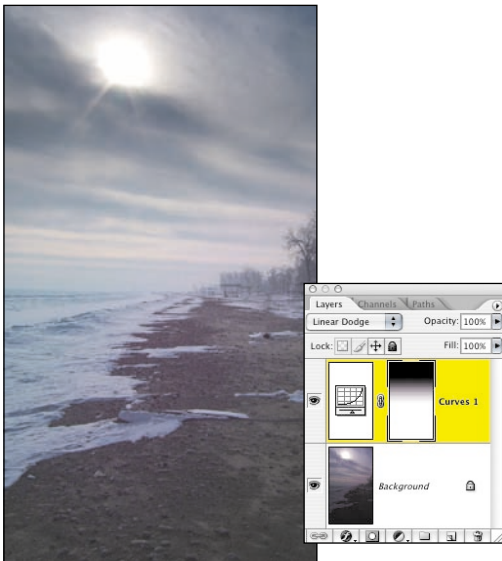 Layers Channels Paths
Linear Dodge Opacity: 100%
Lock: Fill: 100%
Curves 1
Background